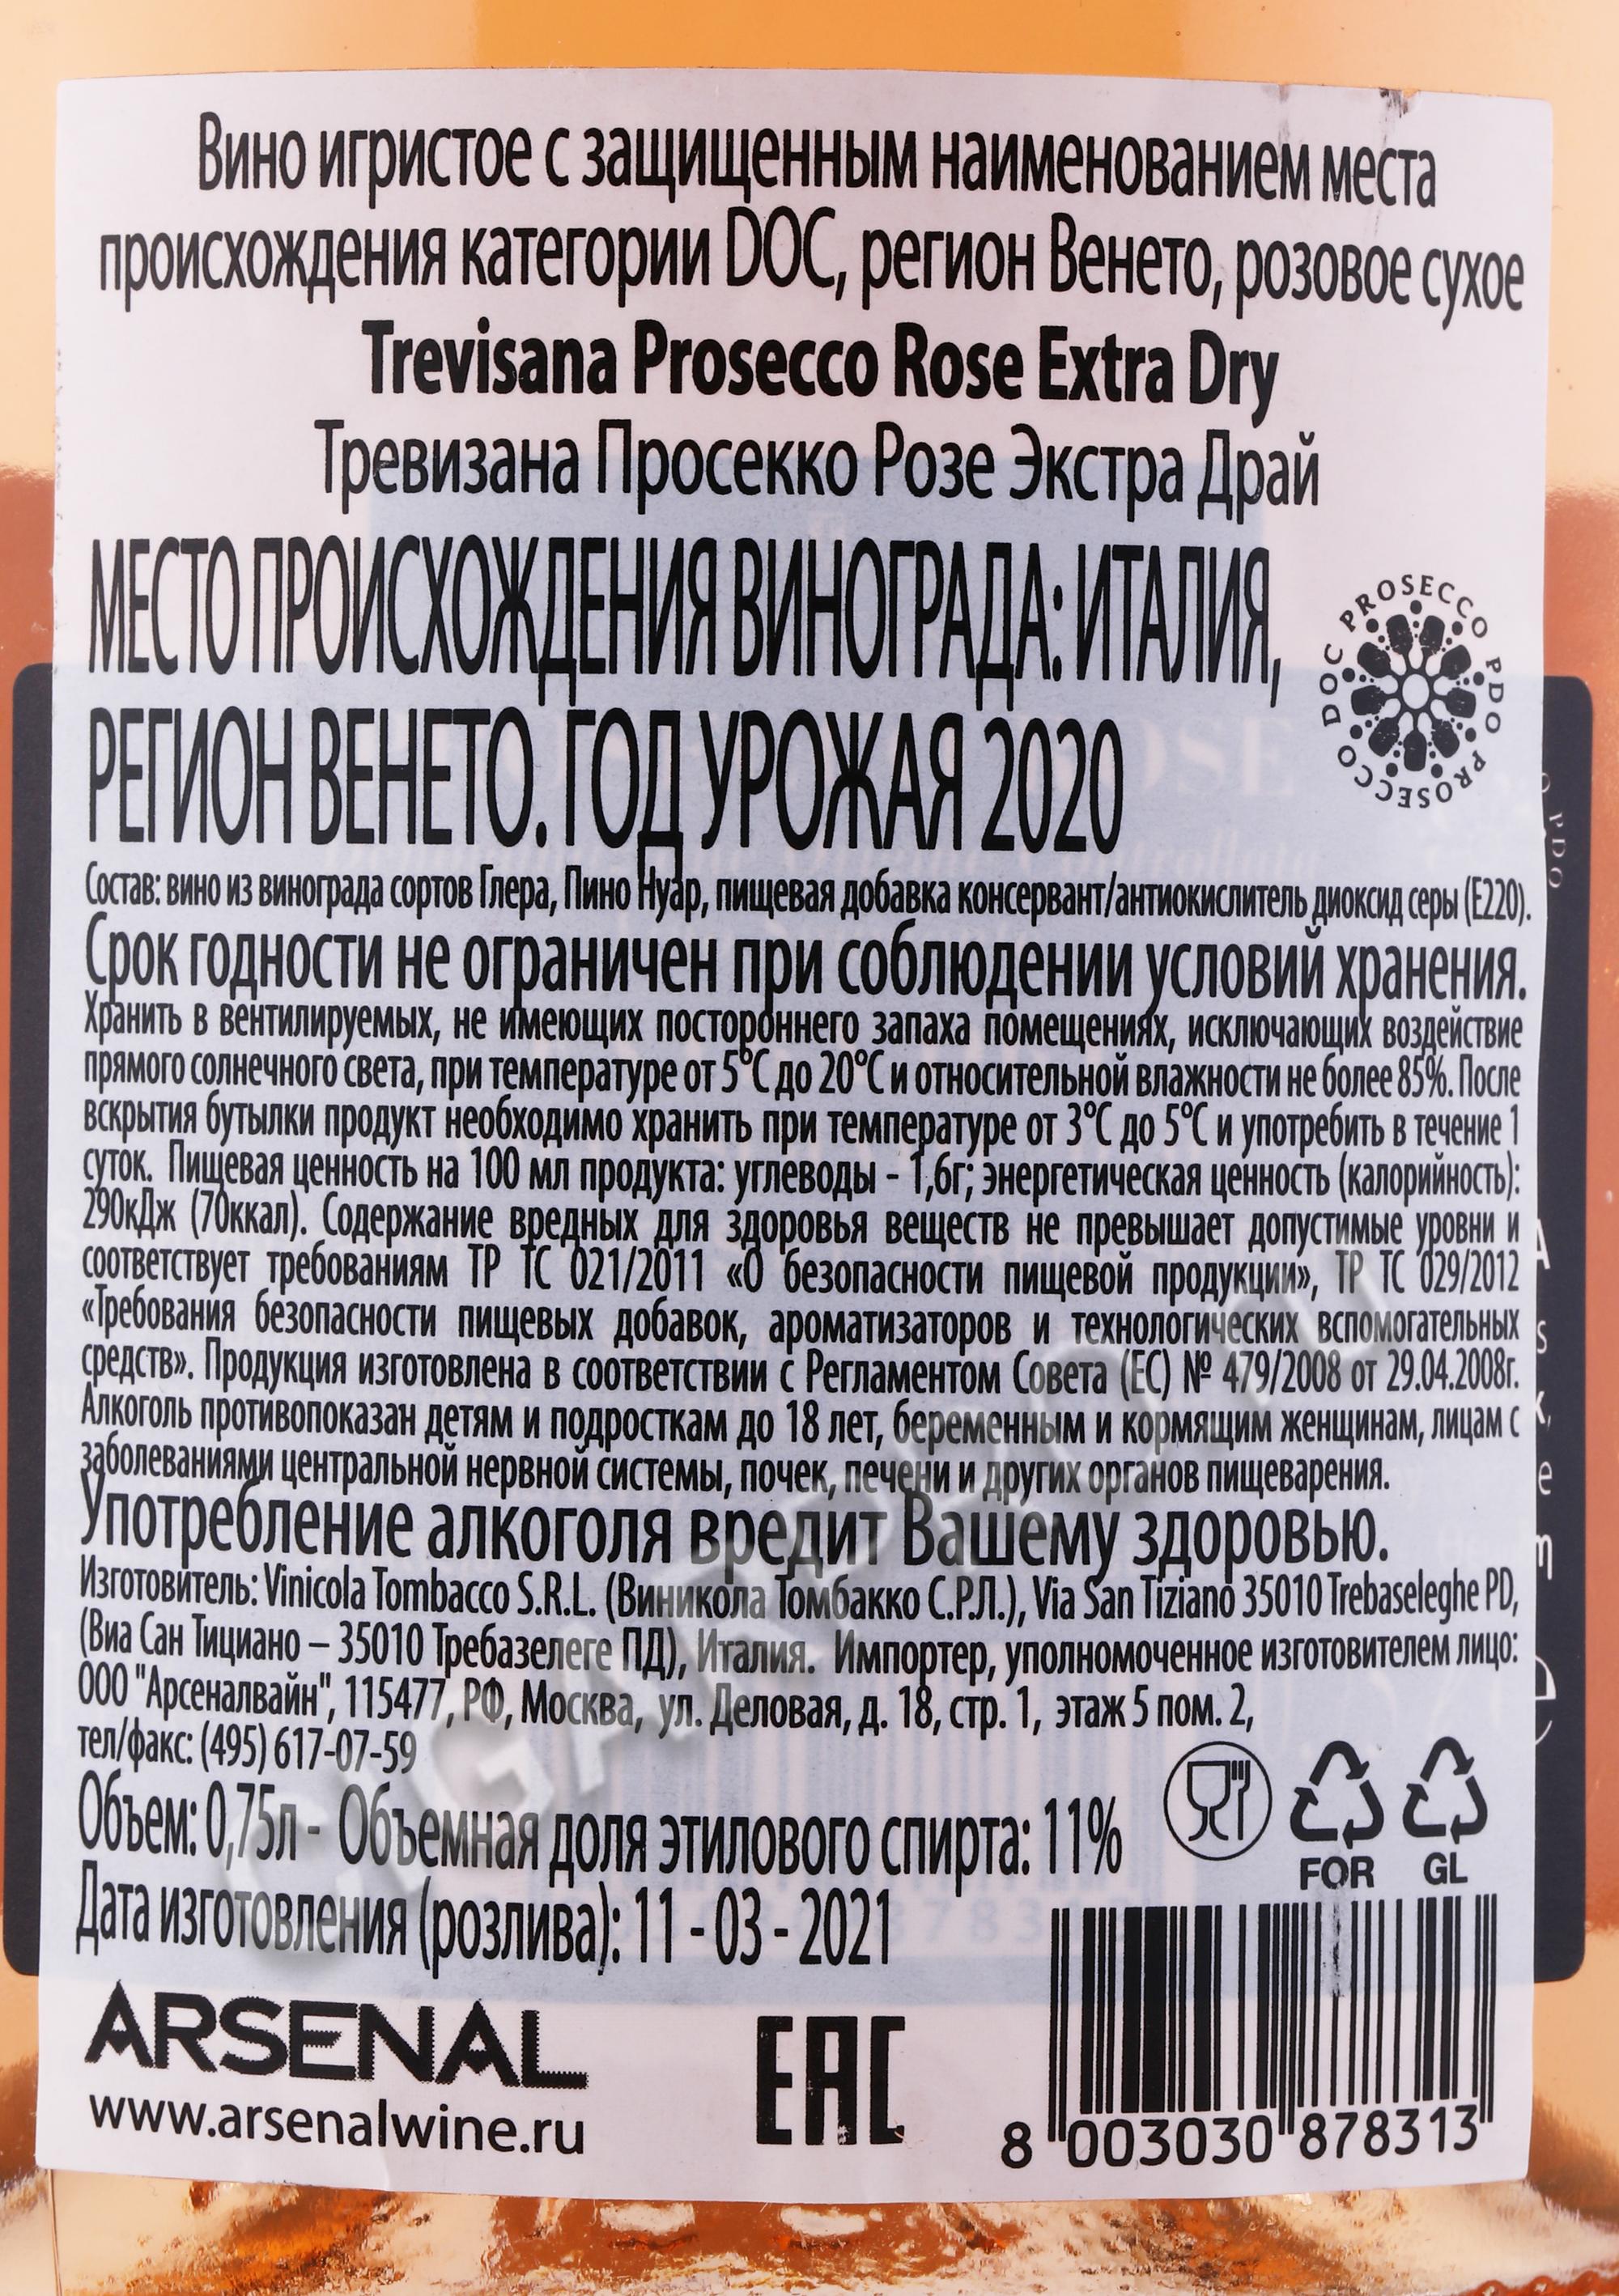 Вино игристое с защищенным наименованием места
происхождения категории DOC, регион Венето, розовое сухое
Trevisana Prosecco Rose Extra Dry
Тревизана Просекко Розе Экстра Драй
МЕСТО ПРОИСХОЖДЕНИЯ ВИНОГРАДА: ИТАЛИЯ,
РЕГИОН ВЕНЕТО. ГОД УРОЖАЯ 2020
PROSECCO PDO PROSECCO DOC
Состав: вино из винограда сортов Глера, Пино Нуар, пищевая добавка консервант/антиокислитель диоксид серы (Е220).
Срок годности не ограничен при соблюдении условий хранения.
Хранить в вентилируемых, не имеющих постороннего запаха помещениях, исключающих воздействие
прямого солнечного света, при температуре от 5°С до 20°С и относительной влажности не более 85%. После
вскрытия бутылки продукт необходимо хранить при температуре от 3°С до 5°С и употребить в течение 1
суток. Пищевая ценность на 100 мл продукта: углеводы - 1,6г; энергетическая ценность (калорийность):
290кДж (70ккал). Содержание вредных для здоровья веществ не превышает допустимые уровни и
соответствует требованиям ТР ТС 021/2011 «О безопасности пищевой продукции», ТР ТС 029/2012
«Требования безопасности пищевых добавок, ароматизаторов и технологических вспомогательных
средств». Продукция изготовлена в соответствии с Регламентом Совета (ЕС) № 479/2008 от 29.04.2008г.
Алкоголь противопоказан детям и подросткам до 18 лет, беременным и кормящим женщинам, лицам с
заболеваниями центральной нервной системы, почек, печени и других органов пищеварения.
Употребление алкоголя вредит Вашему здоровью.
Изготовитель: Vinicola Tombacco S.R.L. (Виникола Томбакко С.Р.Л.), Via San Tiziano 35010 Trebaseleghe PD,
(Виа Сан Тициано – 35010 Требазелеге ПД), Италия. Импортер, уполномоченное изготовителем лицо:
ООО "Арсеналвайн", 115477, РФ, Москва, ул. Деловая, д. 18, стр. 1, этаж 5 пом. 2,
тел/факс: (495) 617-07-59
Объем: 0,75л - Объемная доля этилового спирта: 11%
FOR GL
Дата изготовления (розлива): 11 - 03 - 2021
ARSENAL
www.arsenalwine.ru
EAC
8 003030 878313